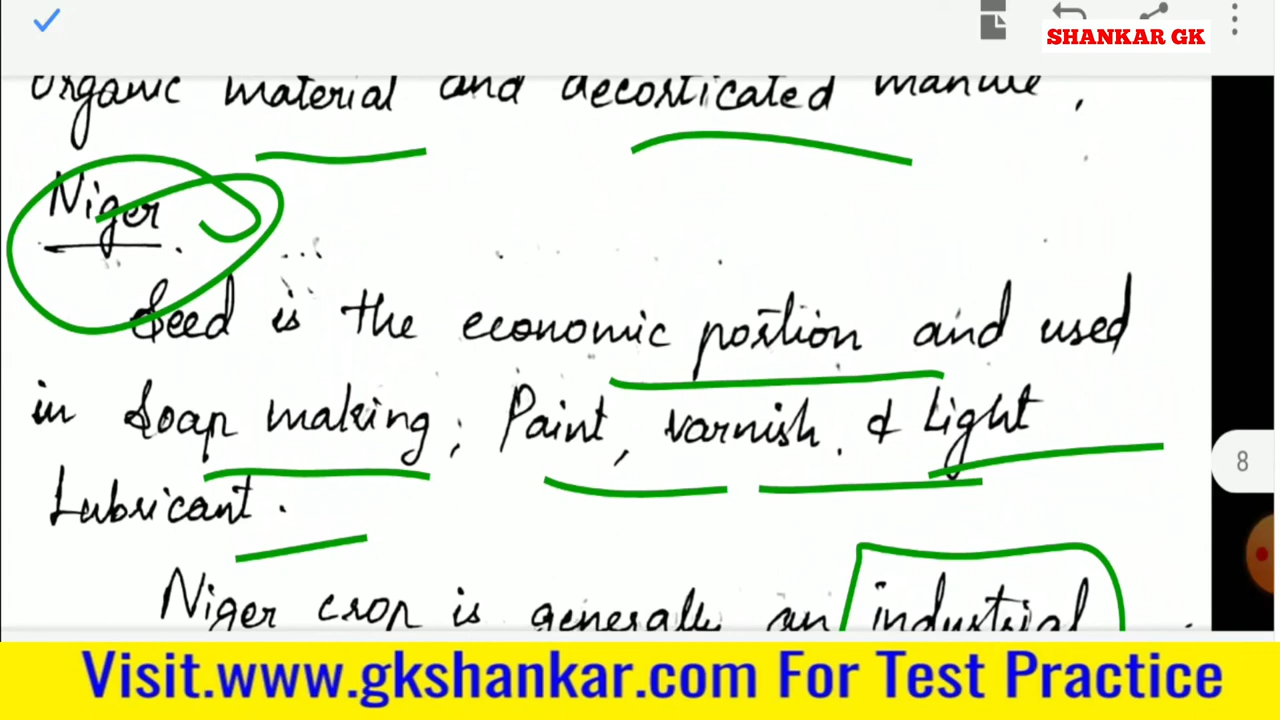 SHANKAR GK
organic material and decorticated manure,
Niger.
Seed is the economic portion and used
in Soap making; Paint, varnish. & Light
Lubricant.
8
Niger crop is generally an industrial
Visit.www.gkshankar.com For Test Practice